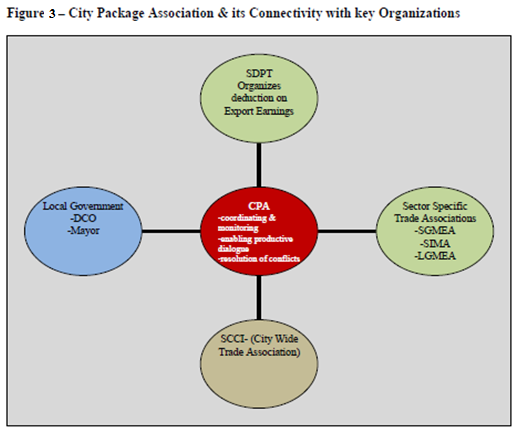 Figure 3 – City Package Association & its Connectivity with key Organizations
SDPT
Organizes
deduction on
Export Earnings
Local Government
-DCO
-Mayor
CPA
-coordinating &
monitoring
-enabling productive
dialogue
-resolution of conflicts
Sector Specific
Trade Associations
-SGMEA
-SIMA
-LGMEA
SCCI- (City Wide
Trade Association)